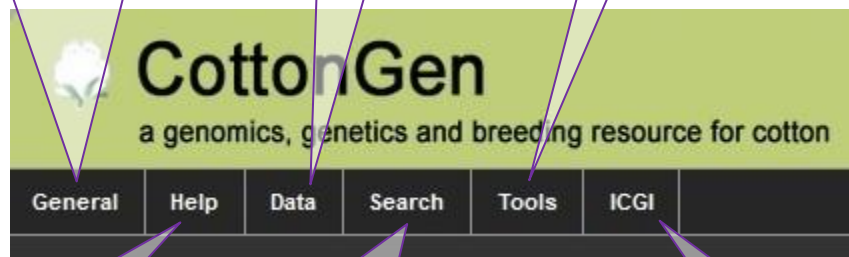 CottonGen
a genomics, genetics and breeding resource for cotton
General Help Data Search Tools ICGI